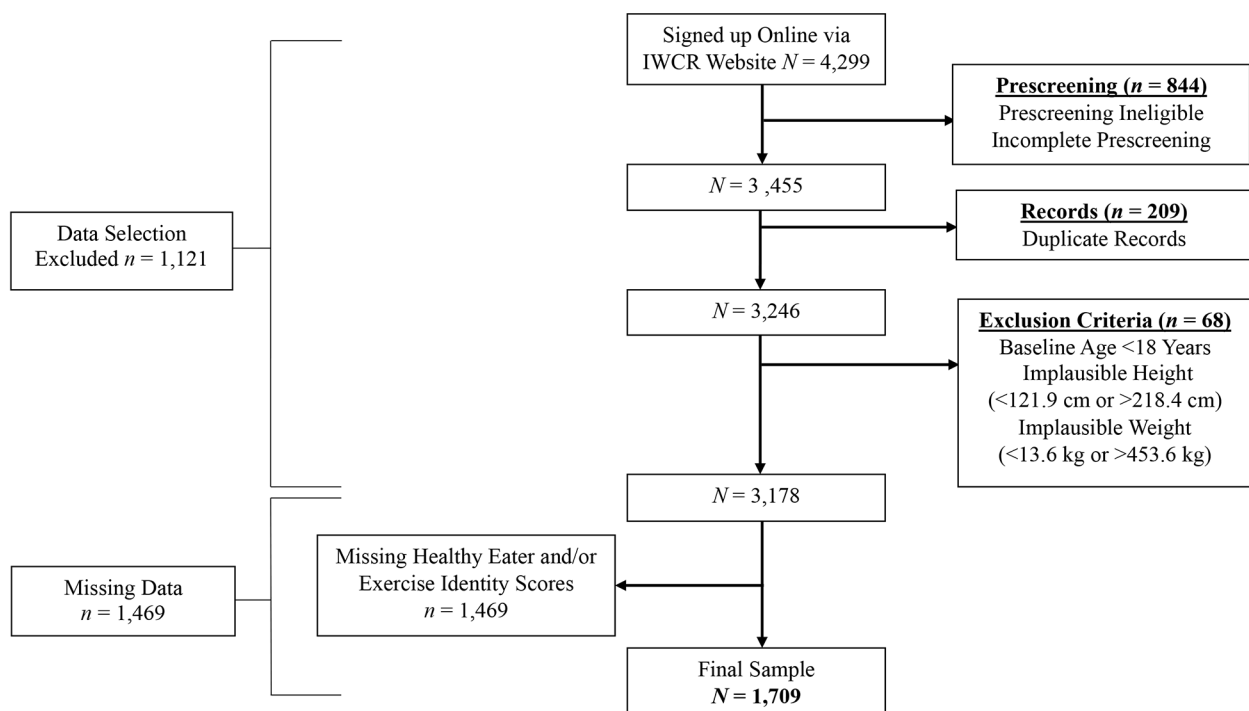 Signed up Online via
IWCR Website N = 4,299
Prescreening (n = 844)
Prescreening Ineligible
Incomplete Prescreening
N = 3 ,455
Records (n = 209)
Duplicate Records
Data Selection
Excluded n = 1,121
N = 3,246
Exclusion Criteria (n = 68)
Baseline Age <18 Years
Implausible Height
(<121.9 cm or >218.4 cm)
Implausible Weight
(<13.6 kg or >453.6 kg)
N = 3,178
Missing Healthy Eater and/or
Exercise Identity Scores
n = 1,469
Missing Data
n = 1,469
Final Sample
N = 1,709